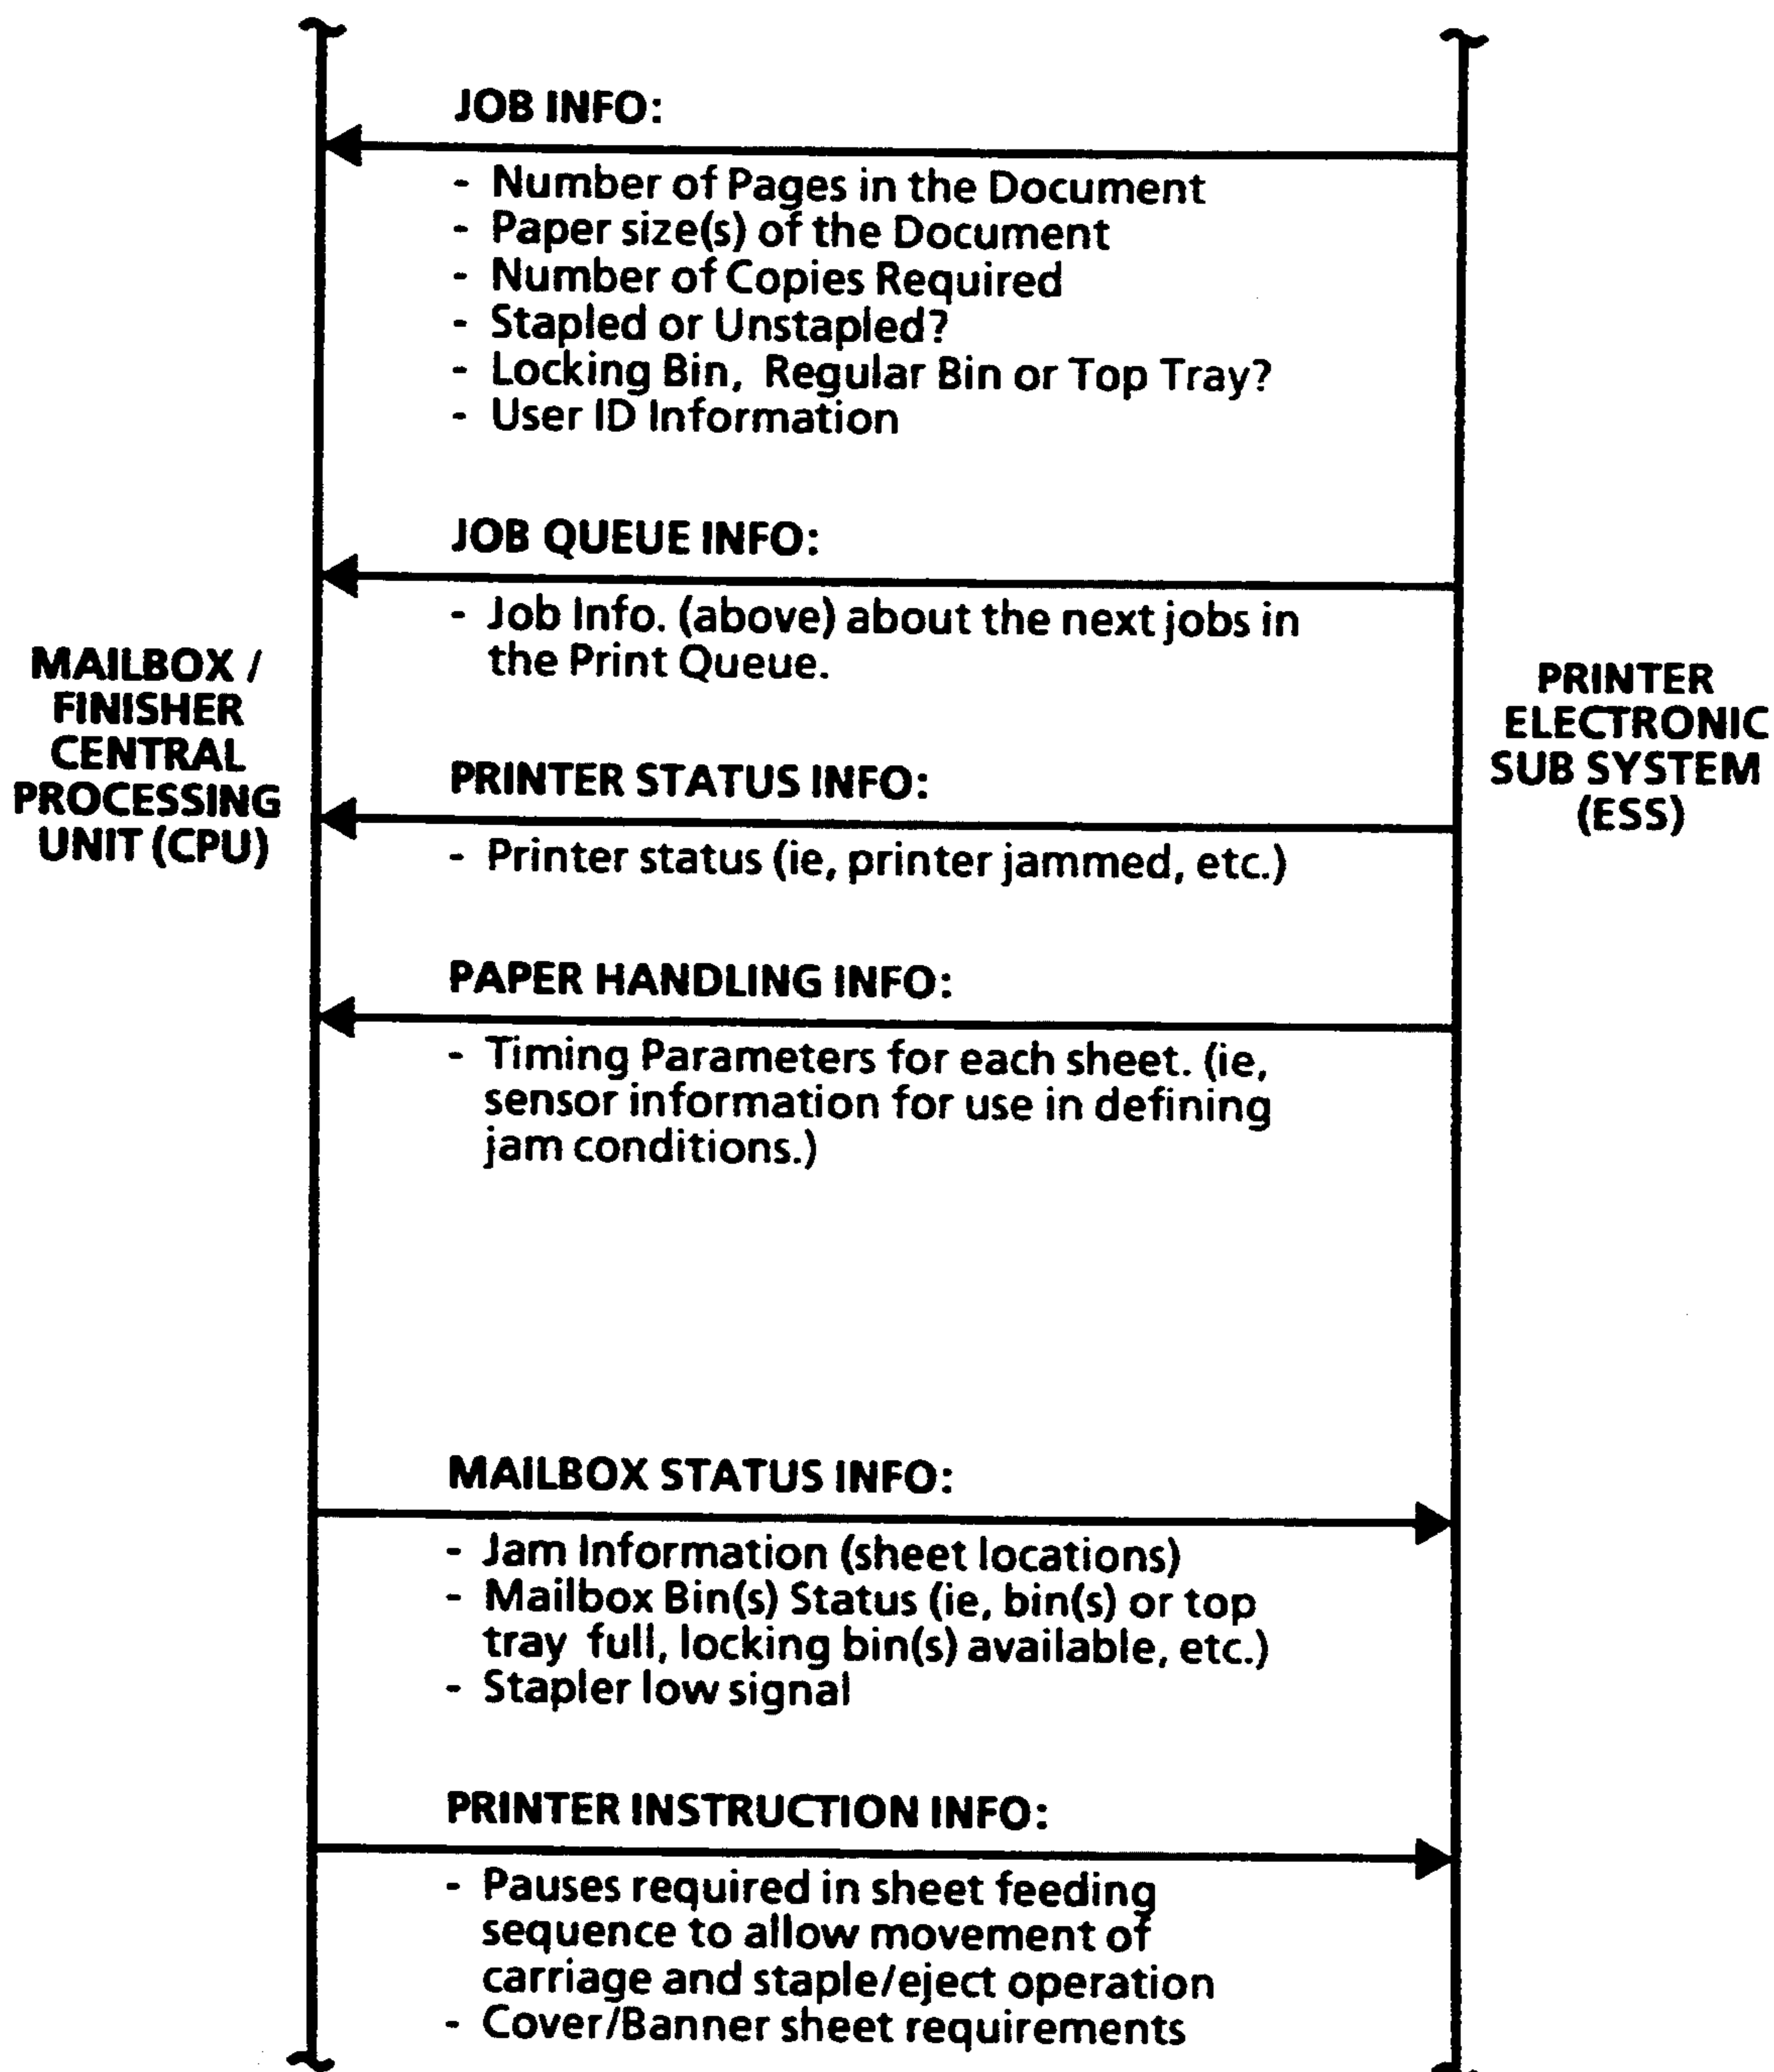 JOB INFO:
- Number of Pages in the Document
- Paper size(s) of the Document
- Number of Copies Required
- Stapled or Unstapled?
- Locking Bin, Regular Bin or Top Tray?
- User ID Information
JOB QUEUE INFO:
- Job Info. (above) about the next jobs in
the Print Queue.
MAILBOX /
FINISHER
CENTRAL
PROCESSING
UNIT (CPU)
PRINTER
ELECTRONIC
SUB SYSTEM
(ESS)
PRINTER STATUS INFO:
- Printer status (ie, printer jammed, etc.)
PAPER HANDLING INFO:
- Timing Parameters for each sheet. (ie,
sensor information for use in defining
jam conditions.)
MAILBOX STATUS INFO:
- Jam Information (sheet locations)
- Mailbox Bin(s) Status (ie, bin(s) or top
tray full, locking bin(s) available, etc.)
- Stapler low signal
PRINTER INSTRUCTION INFO:
- Pauses required in sheet feeding
sequence to allow movement of
carriage and staple/eject operation
- Cover/Banner sheet requirements